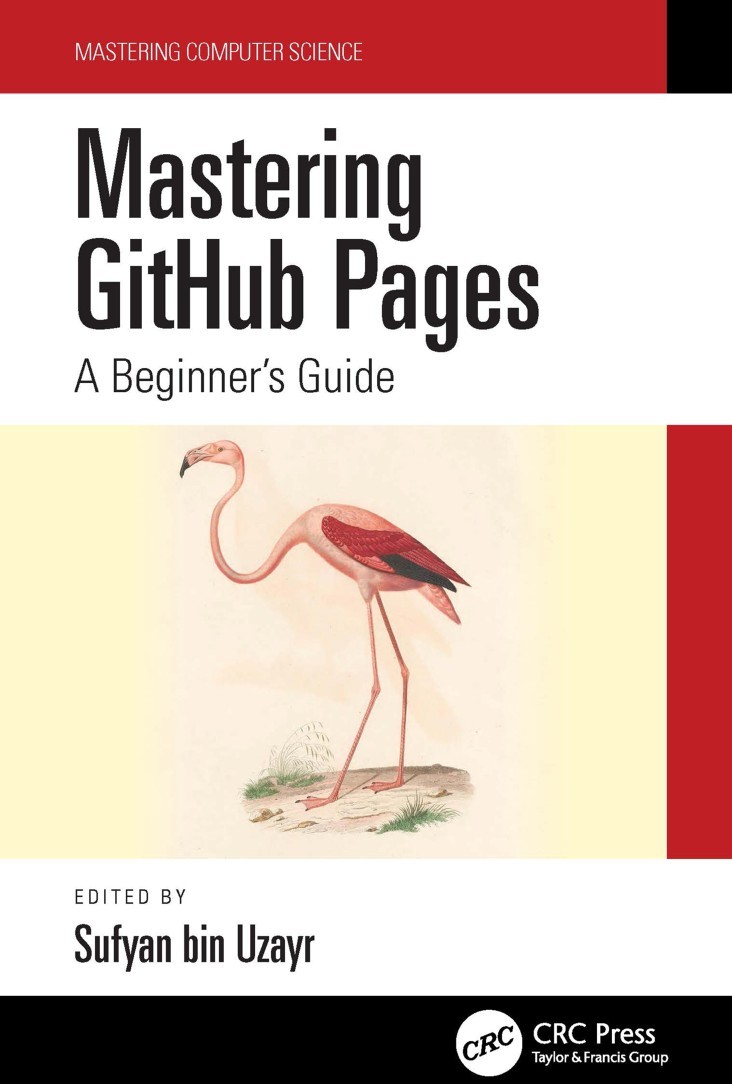 MASTERING COMPUTER SCIENCE
Mastering
GitHub Pages
A Beginner's Guide
EDITED BY
Sufyan bin Uzayr
CRC
CRC Press
Taylor & Francis Group